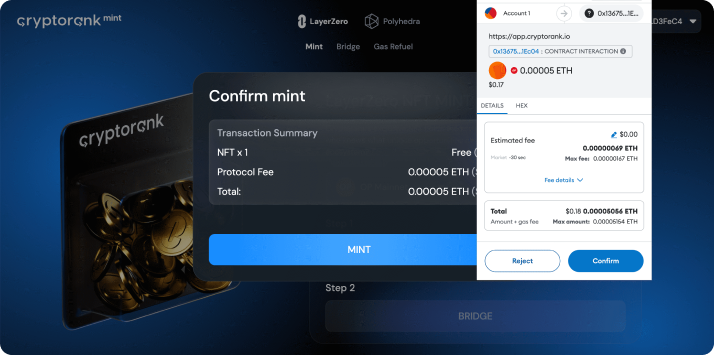 cryptorank mint
LayerZero
Polyhedra
Mint
Bridge
Gas Refuel
D3FeC4
cryptorank
Confirm mint
Transaction Summary
NFT x 1
Free (
Protocol Fee
0.00005 ETH (
Total:
0.00005 ETH (
MINT
Step 2
BRIDGE
Account 1
0x13675...1E...
https://app.cryptorank.io
0x13675...1Ec04 : CONTRACT INTERACTION
0.00005 ETH
$0.17
DETAILS
HEX
Estimated fee
$0.00
0.00000069 ETH
Market ~30 sec
Max fee: 0.00000167 ETH
Fee details
Total
$0.18 0.00005056 ETH
Amount + gas fee
Max amount: 0.00005154 ETH
Reject
Confirm